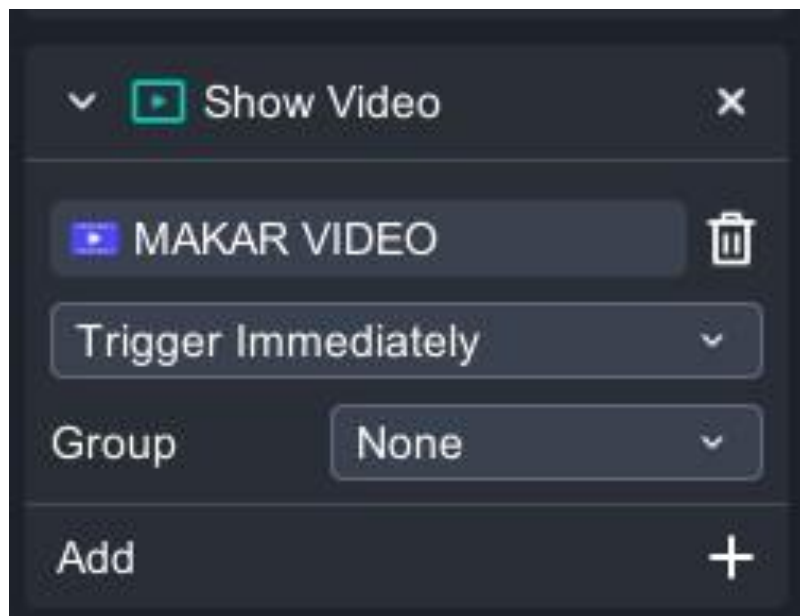 Show Video
MAKAR VIDEO
Trigger Immediately
Group None
Add